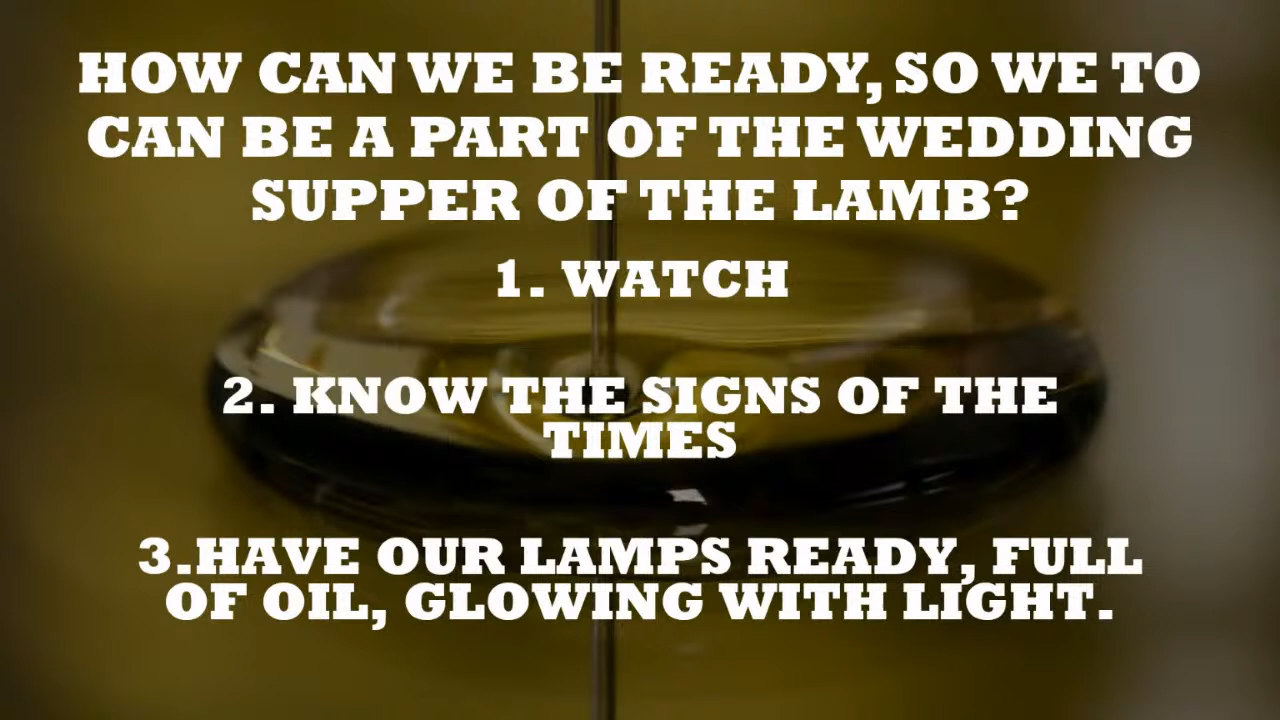 HOW CAN WE BE READY, SO WE TO
CAN BE A PART OF THE WEDDING
SUPPER OF THE LAMB?
1. WATCH
2. KNOW THE SIGNS OF THE
TIMES
3.HAVE OUR LAMPS READY, FULL
OF OIL, GLOWING WITH LIGHT.